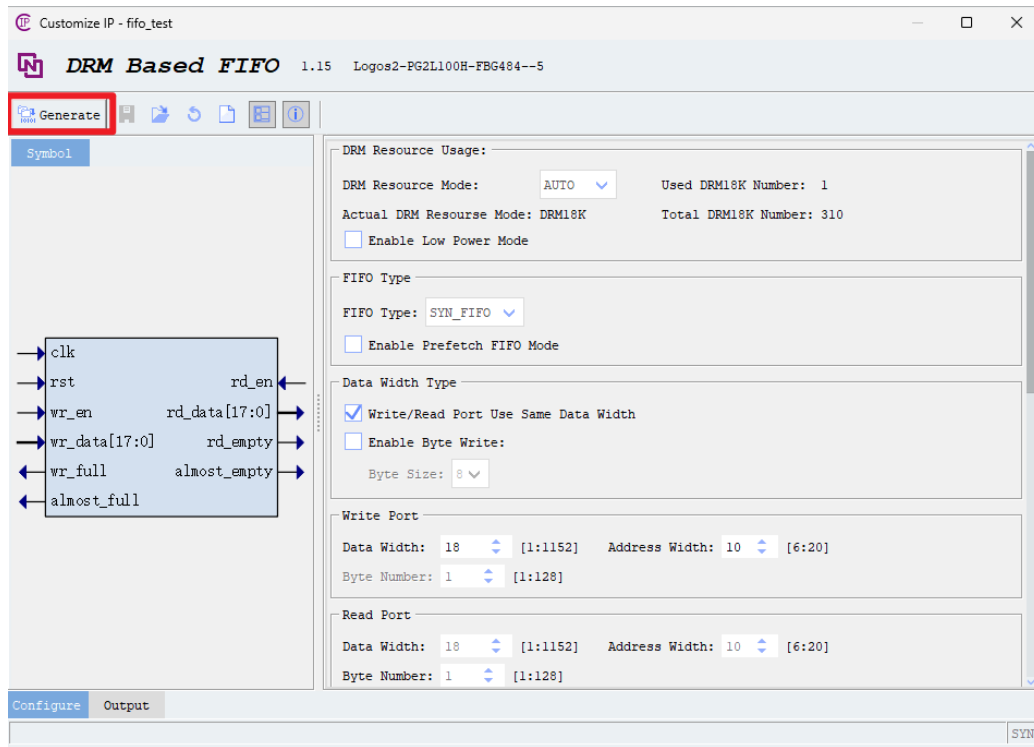 Customize IP - fifo_test
DRM Based FIFO 1.15 Logos2-PG2L100H-FBG484--5
Generate
Symbol
clk
rst
rd_en
wr_en
rd_data[17:0]
wr_data[17:0]
rd_empty
wr_full
almost_empty
almost_full
DRM Resource Usage:
DRM Resource Mode: AUTO Used DRM18K Number: 1
Actual DRM Resourse Mode: DRM18K Total DRM18K Number: 310
Enable Low Power Mode
FIFO Type
FIFO Type: SYN_FIFO
Enable Prefetch FIFO Mode
Data Width Type
Write/Read Port Use Same Data Width
Enable Byte Write:
Byte Size: 8
Write Port
Data Width: 18 [1:1152] Address Width: 10 [6:20]
Byte Number: 1 [1:128]
Read Port
Data Width: 18 [1:1152] Address Width: 10 [6:20]
Byte Number: 1 [1:128]
Configure Output
SYN